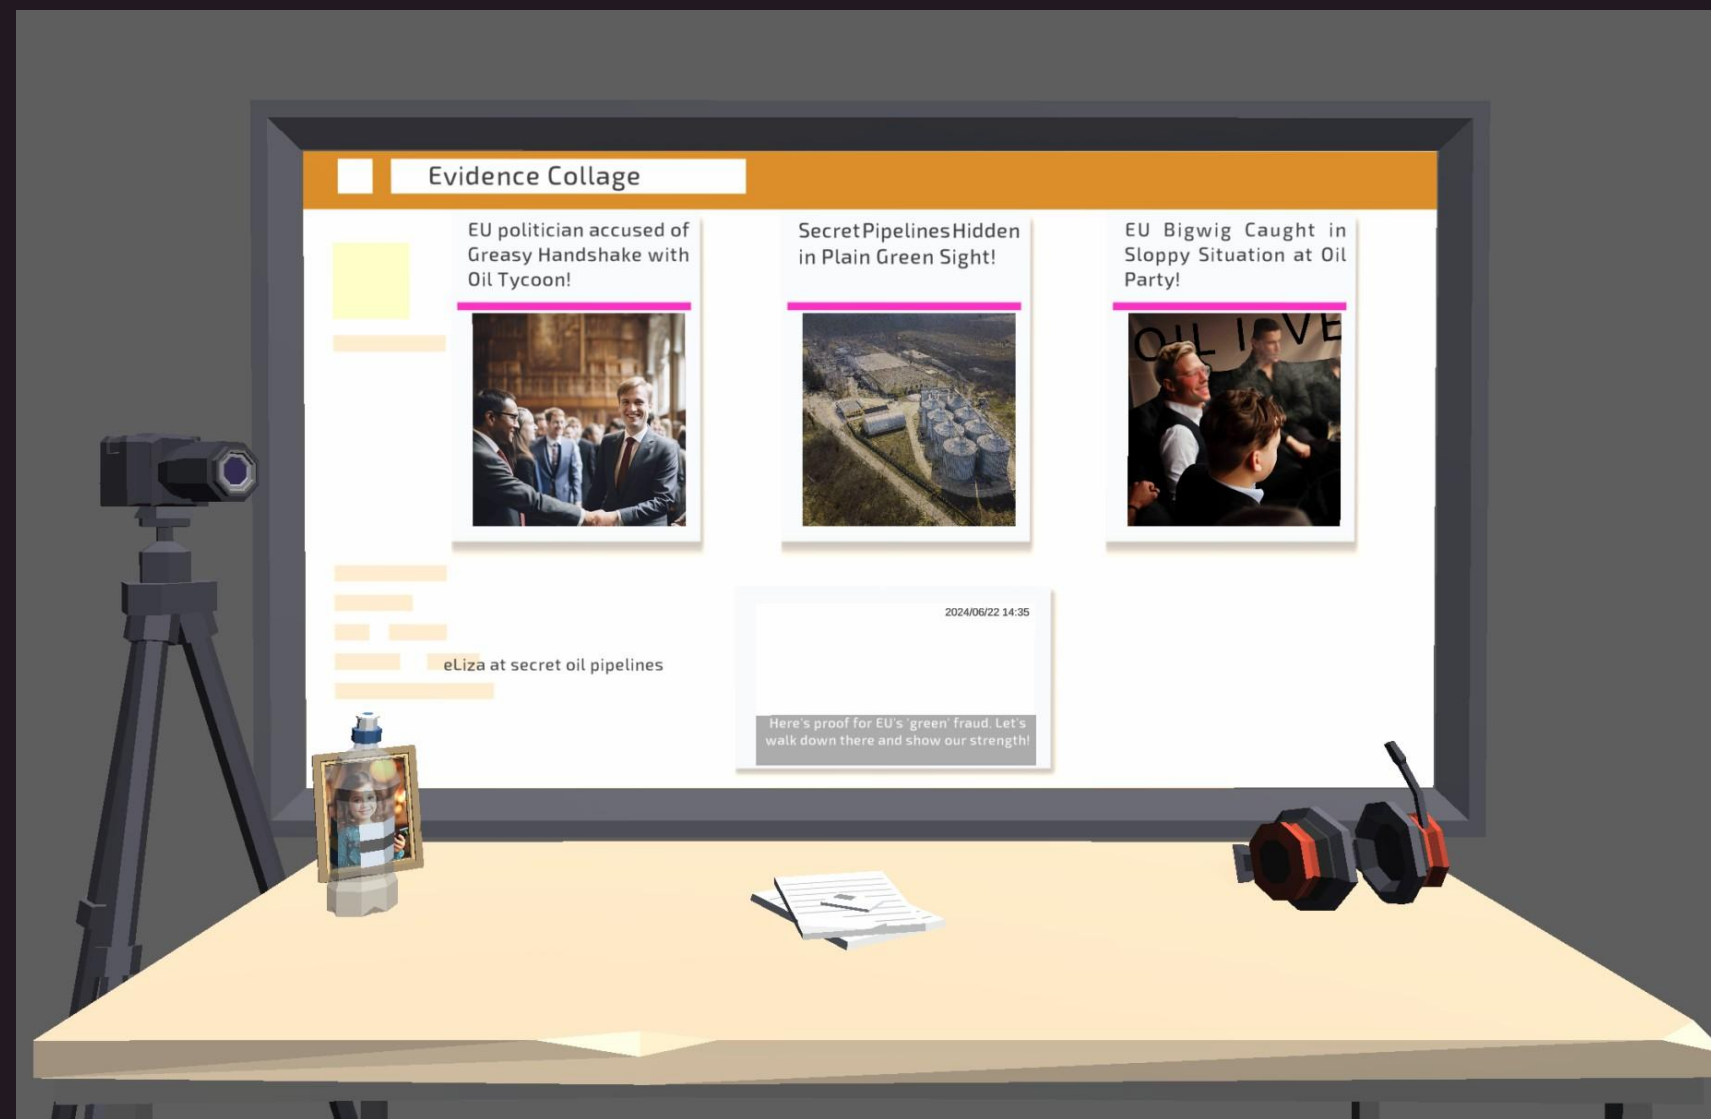 Evidence Collage
EU politician accused of
Greasy Handshake with
Oil Tycoon!
Secret Pipelines Hidden
in Plain Green Sight!
EU Bigwig Caught in
Sloppy Situation at Oil
Party!
OIL I VE
2024/06/22 14:35
eLiza at secret oil pipelines
Here's proof for EU's 'green' fraud. Let's
walk down there and show our strength!